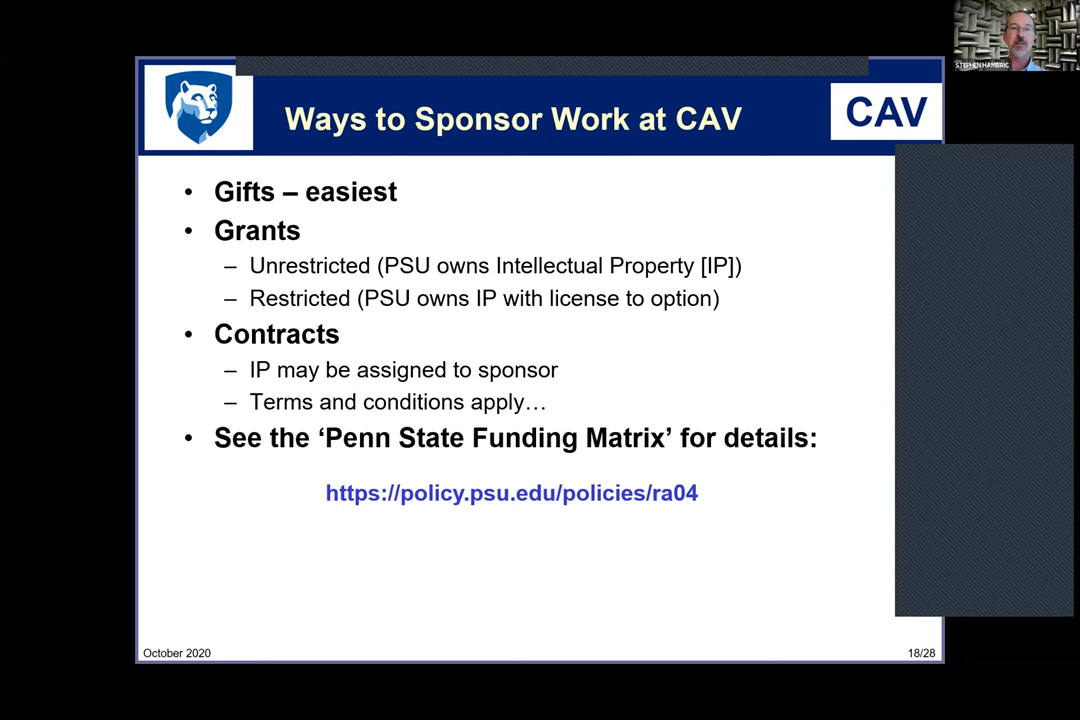 STEPHEN HAMBRIC
Ways to Sponsor Work at CAV
CAV
• Gifts – easiest
• Grants
– Unrestricted (PSU owns Intellectual Property [IP])
– Restricted (PSU owns IP with license to option)
• Contracts
– IP may be assigned to sponsor
– Terms and conditions apply…
• See the ‘Penn State Funding Matrix’ for details:
https://policy.psu.edu/policies/ra04
October 2020
18/28